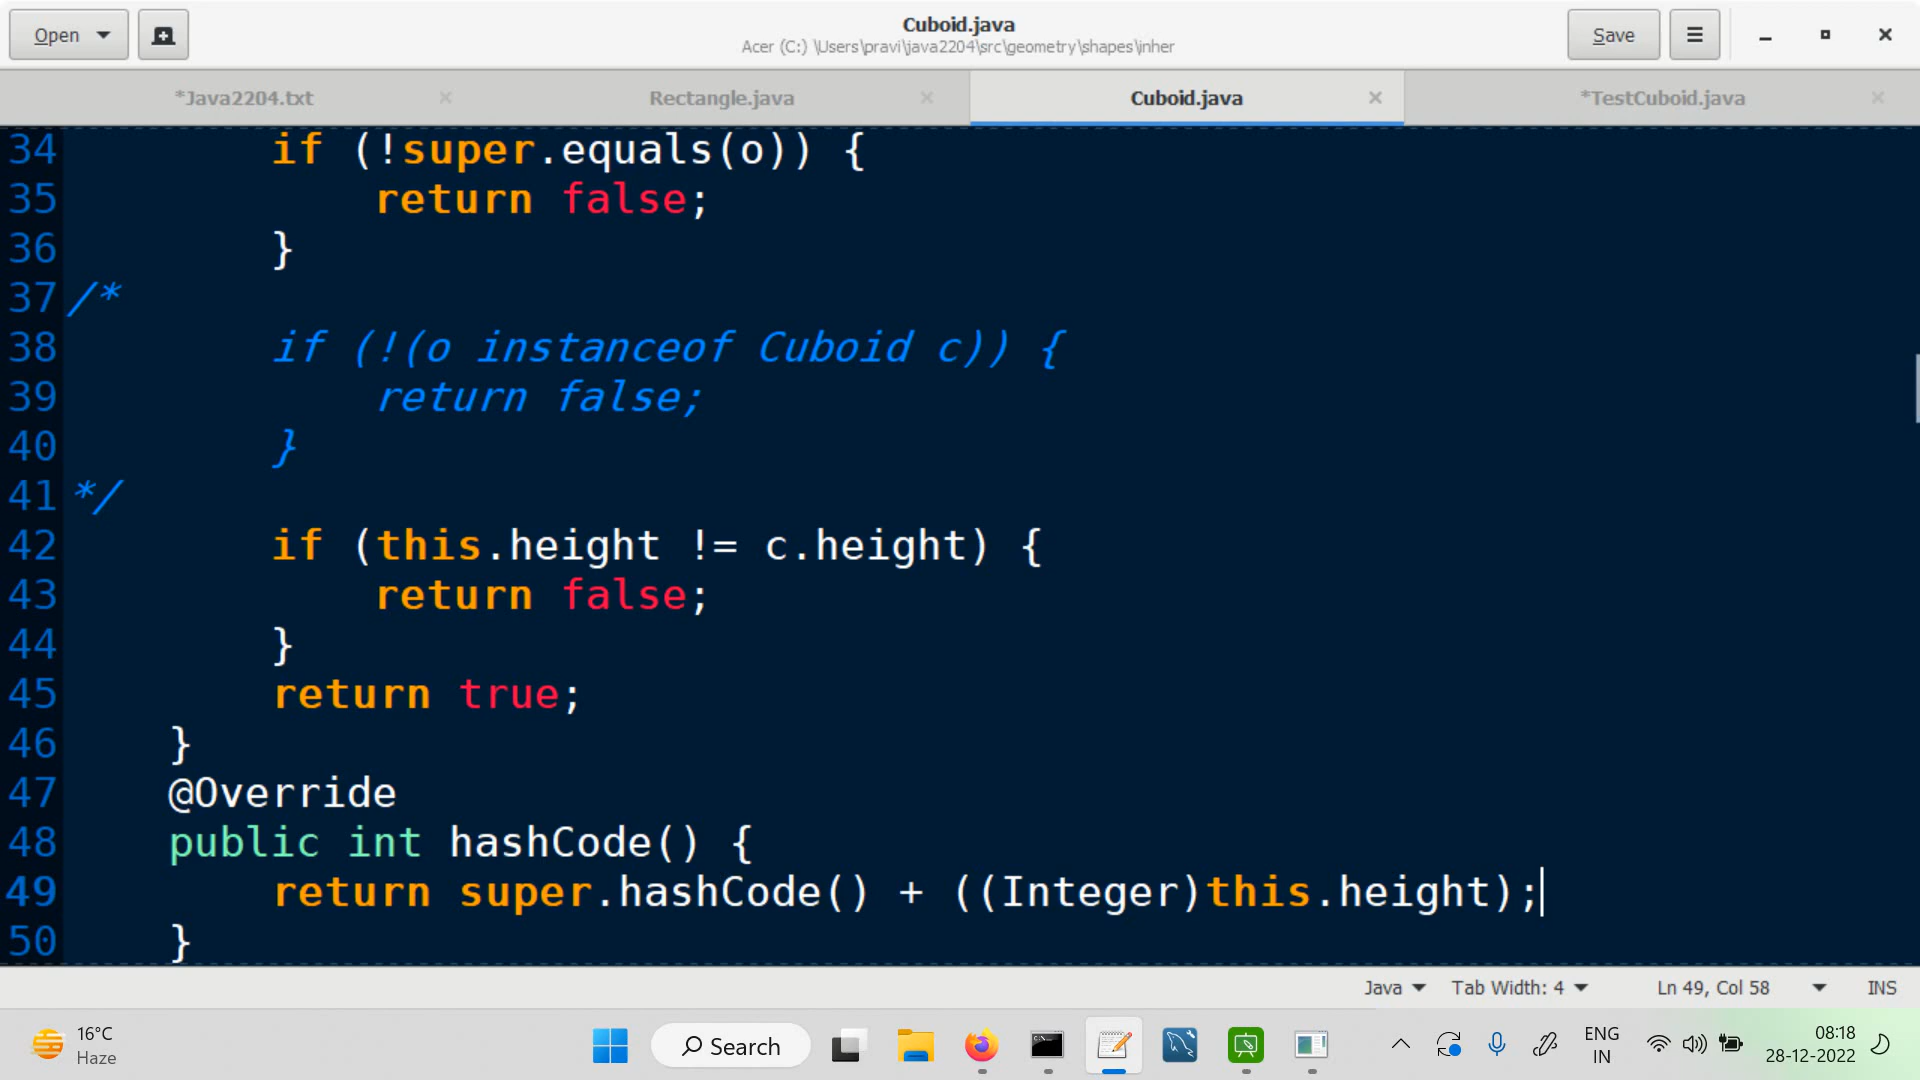 Open
Cuboid.java
Acer (C:) \Users\pravi\java2204\src\geometry\shapes\inher
Save
*Java2204.txt
Rectangle.java
Cuboid.java
*TestCuboid.java
34 if (!super.equals(o)) {
35 return false;
36 }
37 /*
38 if (!(o instanceof Cuboid c)) {
39 return false;
40 }
41 */
42 if (this.height != c.height) {
43 return false;
44 }
45 return true;
46 }
47 @Override
48 public int hashCode() {
49 return super.hashCode() + ((Integer)this.height);
50 }
Java
Tab Width: 4
Ln 49, Col 58
INS
16°C
Haze
Search
ENG
IN
08:18
28-12-2022